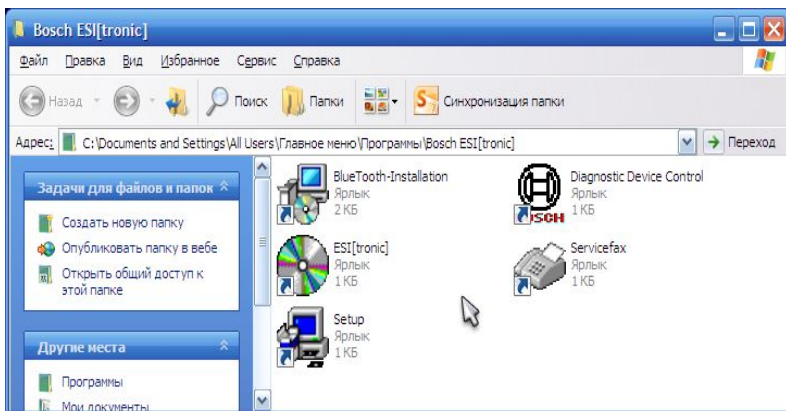 Bosch ESI[tronic]
Файл Правка Вид Избранное Сервис Справка
Назад Поиск Папки S Синхронизация папки
Адрес: C:\Documents and Settings\All Users\Главное меню\Программы\Bosch ESI[tronic] Переход
Задачи для файлов и папок
Создать новую папку
Опубликовать папку в вебе
Открыть общий доступ к
этой папке
Другие места
Программы
Мои документы
BlueTooth-Installation
Ярлык
2 КБ
Diagnostic Device Control
Ярлык
1 КБ
BOSCH
ESI[tronic]
Ярлык
1 КБ
Servicefax
Ярлык
1 КБ
Setup
Ярлык
1 КБ